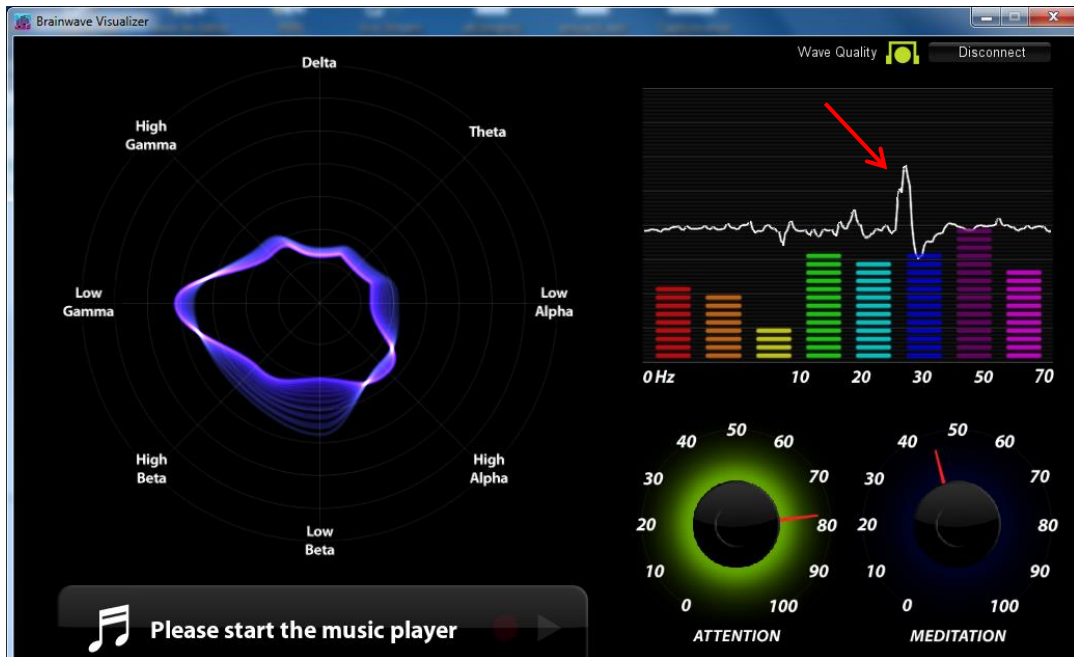 Brainwave Visualizer
Wave Quality
Disconnect
Delta
Theta
Low
Alpha
High
Alpha
Low
Beta
High
Beta
Low
Gamma
High
Gamma
0 Hz 10 20 30 50 70
0 10 20 30 40 50 60 70 80 90 100
ATTENTION
0 10 20 30 40 50 60 70 80 90 100
MEDITATION
Please start the music player